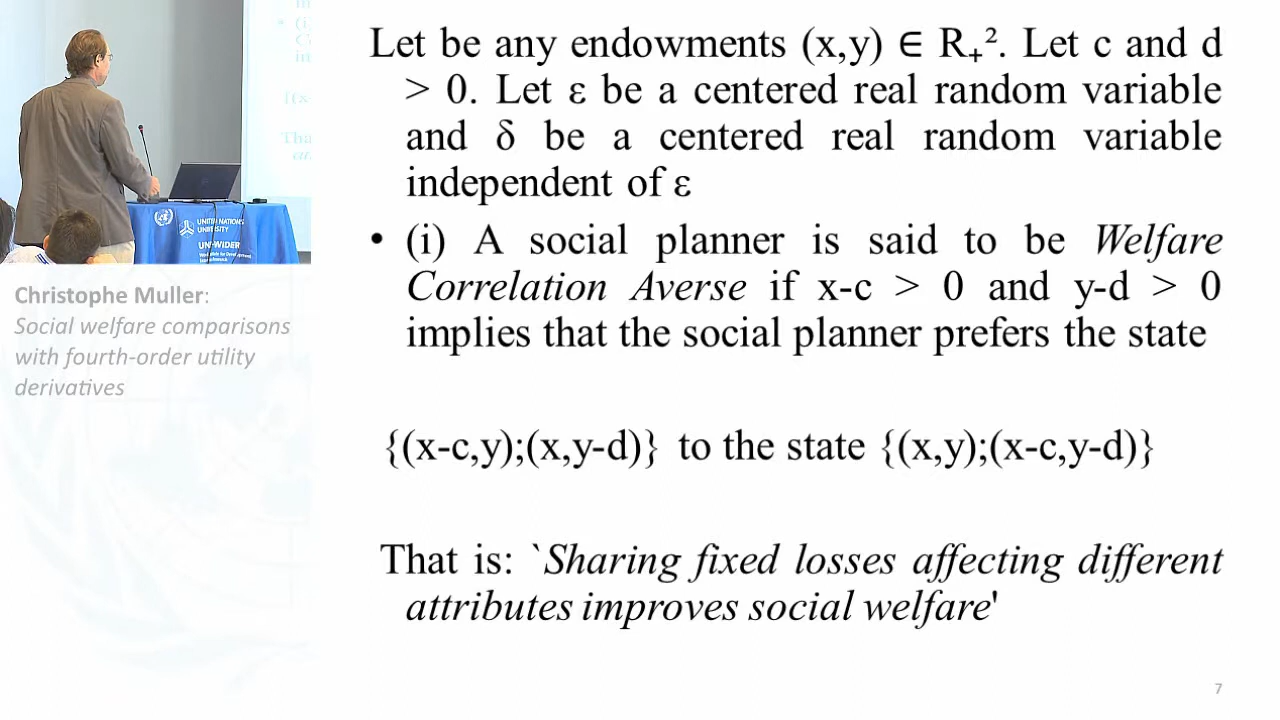 Let be any endowments (x,y) ∈ R₊². Let c and d
> 0. Let ε be a centered real random variable
and δ be a centered real random variable
independent of ε
• (i) A social planner is said to be Welfare
Correlation Averse if x-c > 0 and y-d > 0
implies that the social planner prefers the state
{(x-c,y);(x,y-d)} to the state {(x,y);(x-c,y-d)}
That is: `Sharing fixed losses affecting different
attributes improves social welfare'
7
UNITED NATIONS
UNIVERSITY
UNU-WIDER
Christophe Muller:
Social welfare comparisons
with fourth-order utility
derivatives